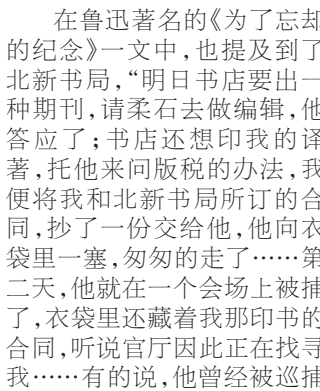 在鲁迅著名的《为了忘却
的纪念》一文中，也提及到了
北新书局，“明日书店要出一
种期刊，请柔石去做编辑，他
答应了；书店还想印我的译
著，托他来问版税的办法，我
便将我和北新书局所订的合
同，抄了一份交给他，他向衣
袋里一塞，匆匆的走了……第
二天，他就在一个会场上被捕
了，衣袋里还藏着我那印书的
合同，听说官厅因此正在找寻
我……有的说，他曾经被巡捕